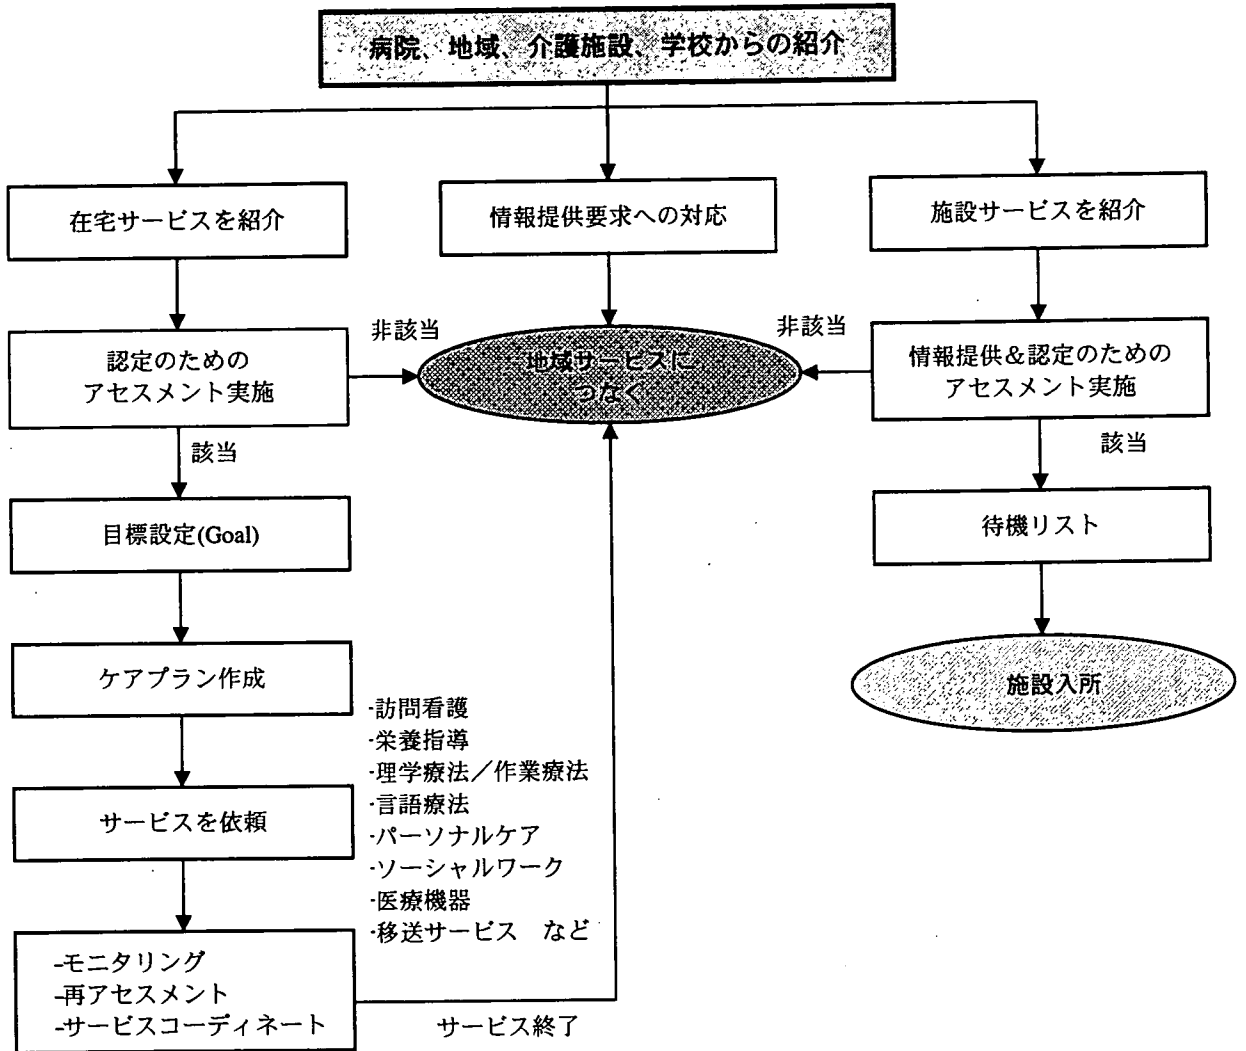 病院、地域、介護施設、学校からの紹介
在宅サービスを紹介
情報提供要求への対応
施設サービスを紹介
認定のための
アセスメント実施
非該当
地域サービスに
つなぐ
非該当
情報提供&認定のための
アセスメント実施
該当
該当
目標設定(Goal)
待機リスト
ケアプラン作成
施設入所
サービスを依頼
-訪問看護
-栄養指導
-理学療法／作業療法
-言語療法
-パーソナルケア
-ソーシャルワーク
-医療機器
-移送サービス　など
-モニタリング
-再アセスメント
-サービスコーディネート
サービス終了